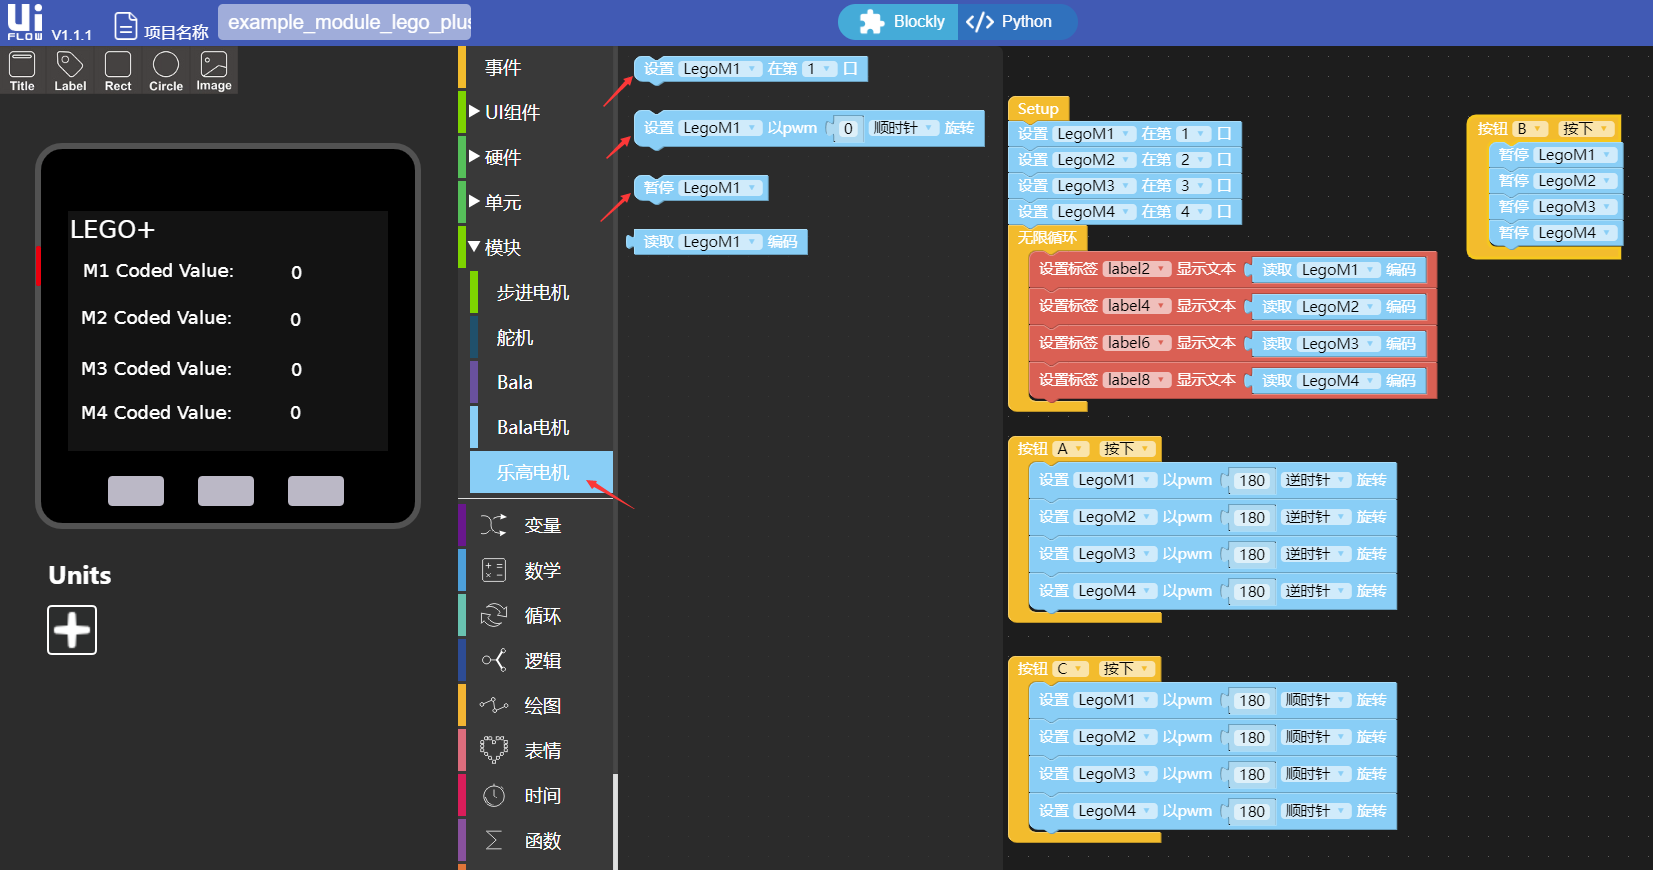 Ui
FLOW V1.1.1 项目名称 example_module_lego_plus
Blockly Python
Title Label Rect Circle Image
LEGO+
M1 Coded Value: 0
M2 Coded Value: 0
M3 Coded Value: 0
M4 Coded Value: 0
Units
事件
UI组件
硬件
单元
模块
步进电机
舵机
Bala
Bala电机
乐高电机
变量
数学
循环
逻辑
绘图
表情
时间
函数
设置 LegoM1 在第 1 口
设置 LegoM1 以pwm 0 顺时针 旋转
暂停 LegoM1
读取 LegoM1 编码
Setup
设置 LegoM1 在第 1 口
设置 LegoM2 在第 2 口
设置 LegoM3 在第 3 口
设置 LegoM4 在第 4 口
无限循环
设置标签 label2 显示文本 读取 LegoM1 编码
设置标签 label4 显示文本 读取 LegoM2 编码
设置标签 label6 显示文本 读取 LegoM3 编码
设置标签 label8 显示文本 读取 LegoM4 编码
按钮 A 按下
设置 LegoM1 以pwm 180 逆时针 旋转
设置 LegoM2 以pwm 180 逆时针 旋转
设置 LegoM3 以pwm 180 逆时针 旋转
设置 LegoM4 以pwm 180 逆时针 旋转
按钮 C 按下
设置 LegoM1 以pwm 180 顺时针 旋转
设置 LegoM2 以pwm 180 顺时针 旋转
设置 LegoM3 以pwm 180 顺时针 旋转
设置 LegoM4 以pwm 180 顺时针 旋转
按钮 B 按下
暂停 LegoM1
暂停 LegoM2
暂停 LegoM3
暂停 LegoM4